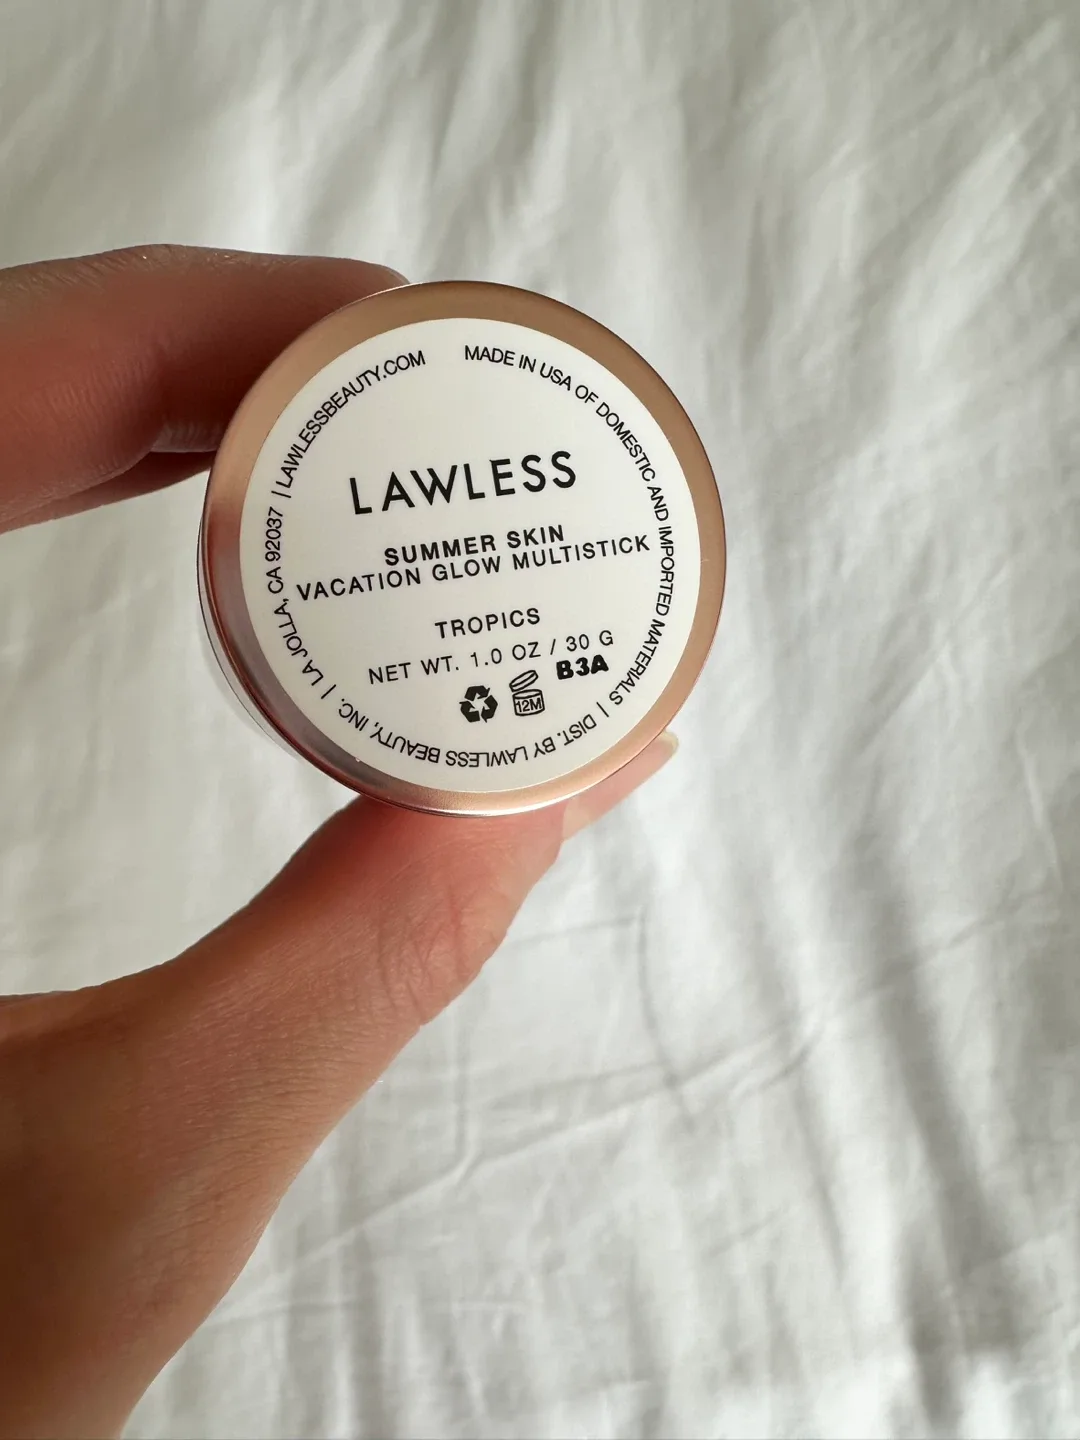 LAWLESS
SUMMER SKIN
VACATION GLOW MULTISTICK
TROPICS
NET WT. 1.0 OZ / 30 G
12M
B3A
MADE IN USA OF DOMESTIC AND IMPORTED MATERIALS | DIST. BY LAWLESS BEAUTY, INC. | LA JOLLA, CA 92037 | LAWLESSBEAUTY.COM